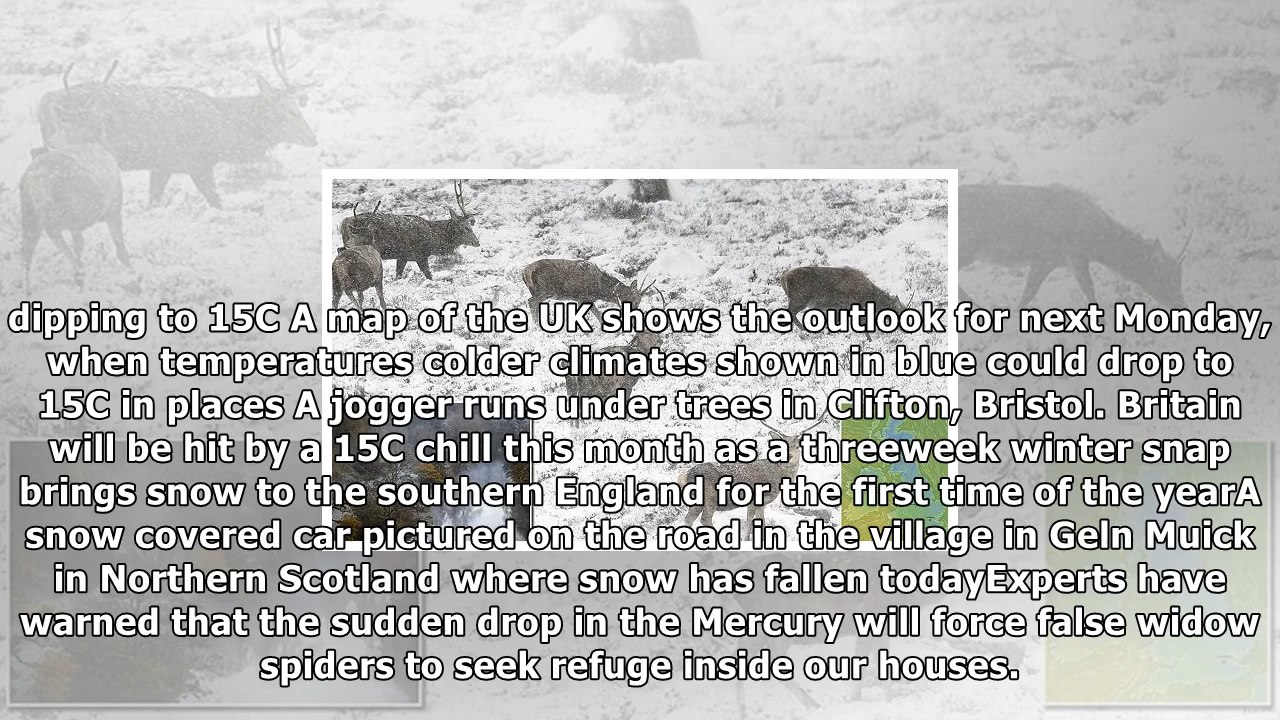 dipping to 15C A map of the UK shows the outlook for next Monday,
when temperatures colder climates shown in blue could drop to
15C in places A jogger runs under trees in Clifton, Bristol. Britain
will be hit by a 15C chill this month as a threeweek winter snap
brings snow to the southern England for the first time of the yearA
snow covered car pictured on the road in the village in Geln Muick
in Northern Scotland where snow has fallen todayExperts have
warned that the sudden drop in the Mercury will force false widow
spiders to seek refuge inside our houses.